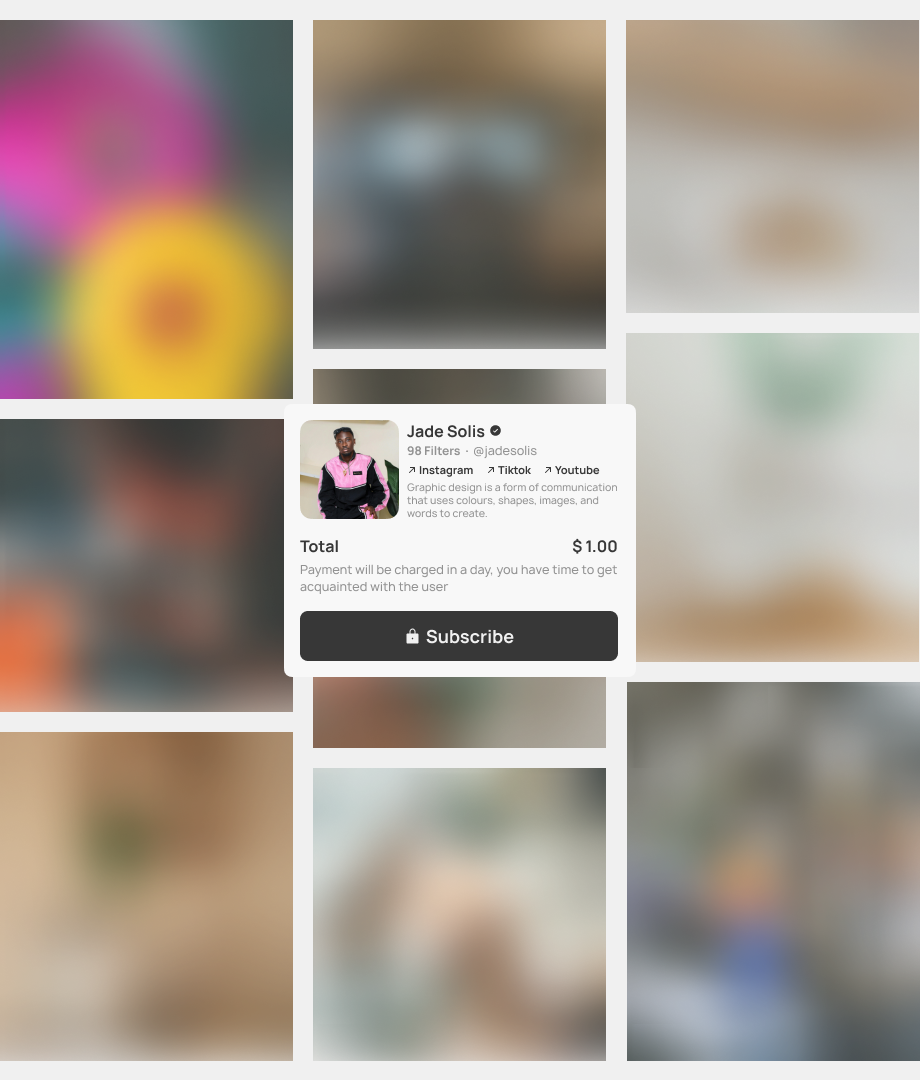 Jade Solis
98 Filters · @jadesolis
Instagram Tiktok Youtube
Graphic design is a form of communication
that uses colours, shapes, images, and
words to create.
Total $ 1.00
Payment will be charged in a day, you have time to get
acquainted with the user
Subscribe